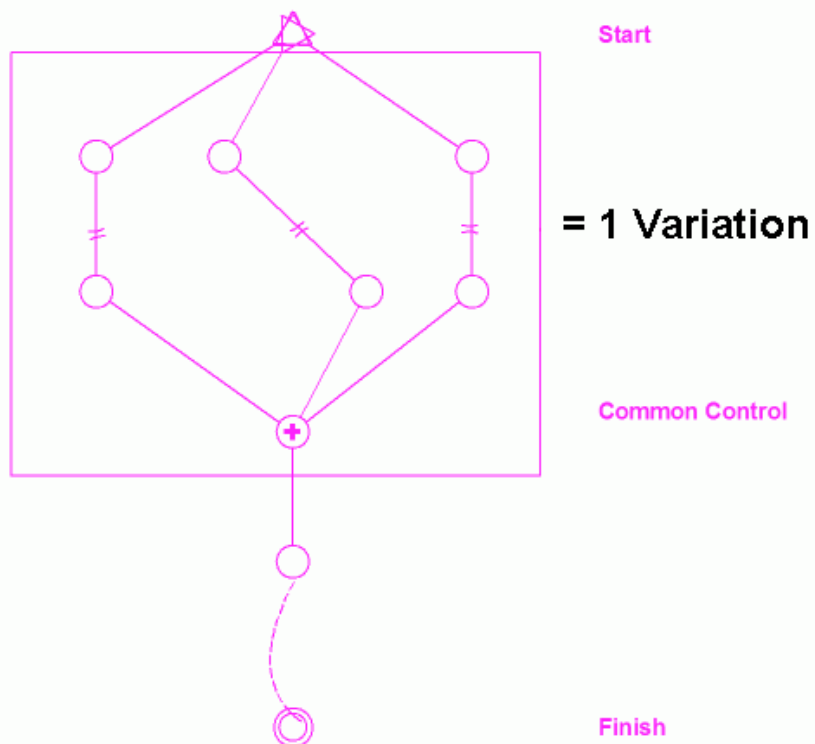 Start
= 1 Variation
Common Control
Finish